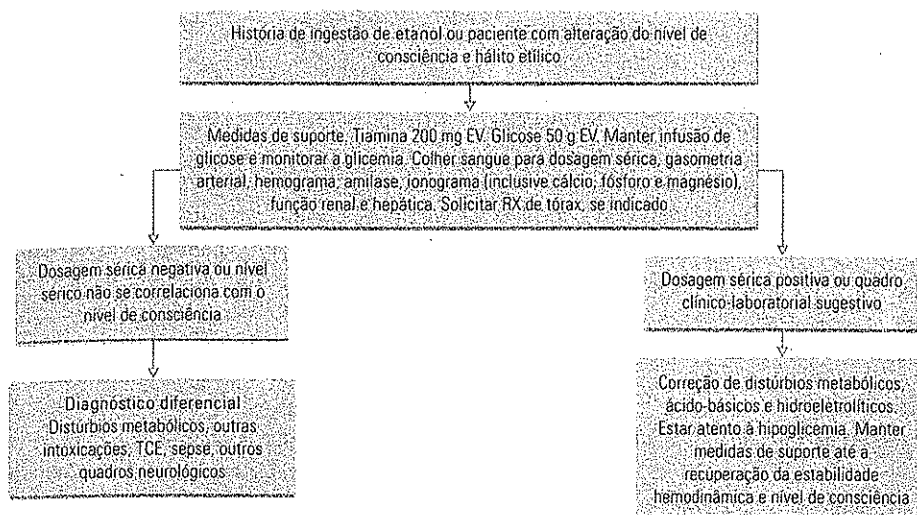 História de ingestão de etanol ou paciente com alteração do nível de
consciência e hálito etílico
Medidas de suporte. Tiamina 200 mg EV. Glicose 50 g EV. Manter infusão de
glicose e monitorar a glicemia. Colher sangue para dosagem sérica, gasometria
arterial, hemograma, amilase, ionograma (inclusive cálcio, fósforo e magnésio),
função renal e hepática. Solicitar RX de tórax, se indicado
Dosagem sérica negativa ou nível
sérico não se correlaciona com o
nível de consciência
Diagnóstico diferencial
Distúrbios metabólicos, outras
intoxicações, TCE, sepse, outros
quadros neurológicos
Dosagem sérica positiva ou quadro
clínico-laboratorial sugestivo
Correção de distúrbios metabólicos,
ácido-básicos e hidroeletrolíticos.
Estar atento à hipoglicemia. Manter
medidas de suporte até a
recuperação da estabilidade
hemodinâmica e nível de consciência